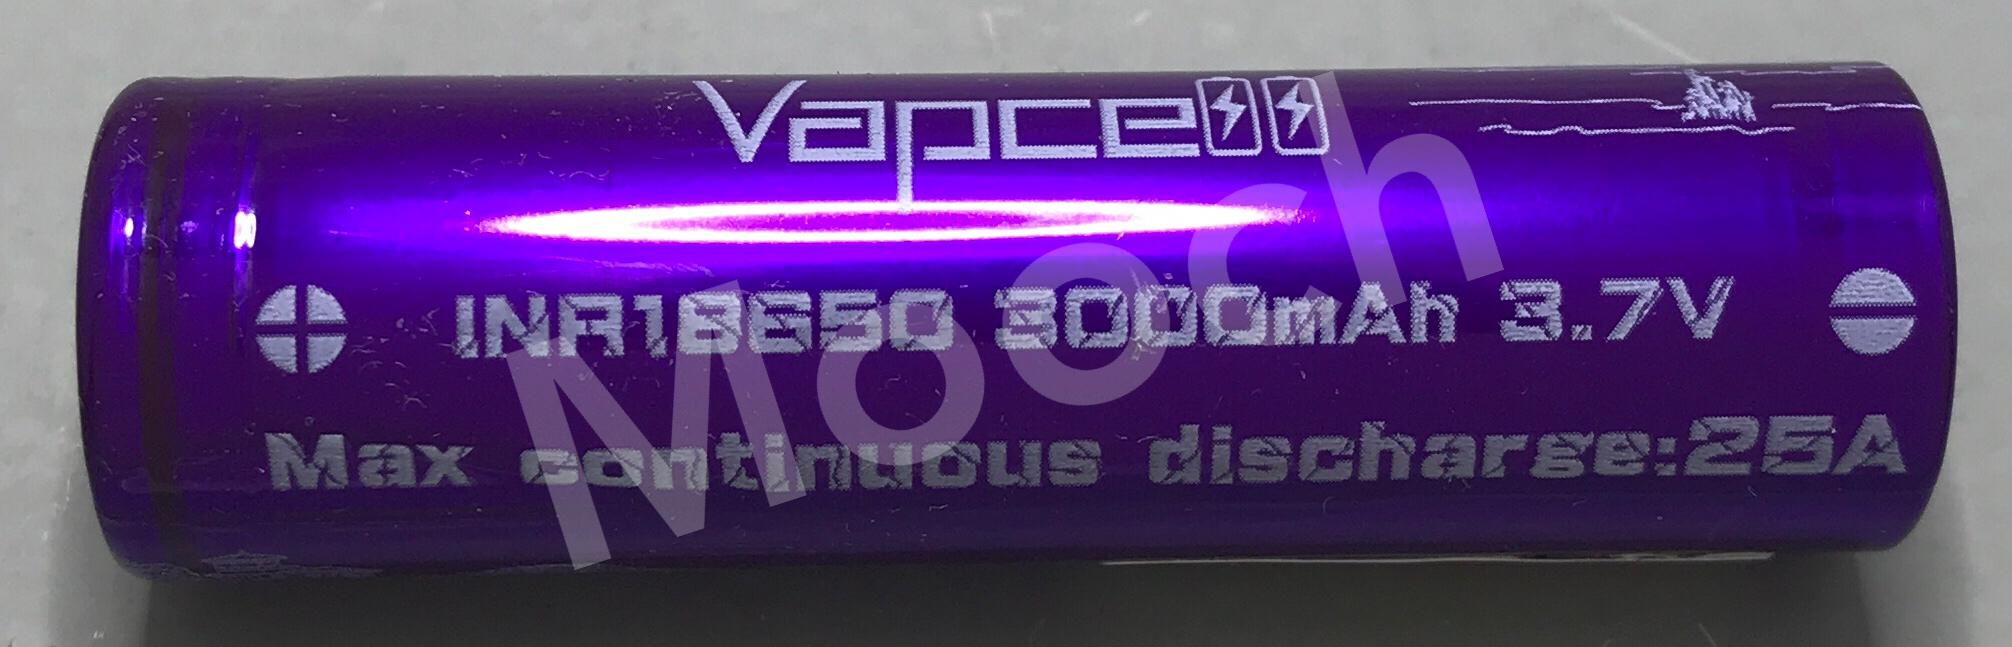 Vapcell
INR18650 3000mAh 3.7V
Max continuous discharge:25A
Mooch